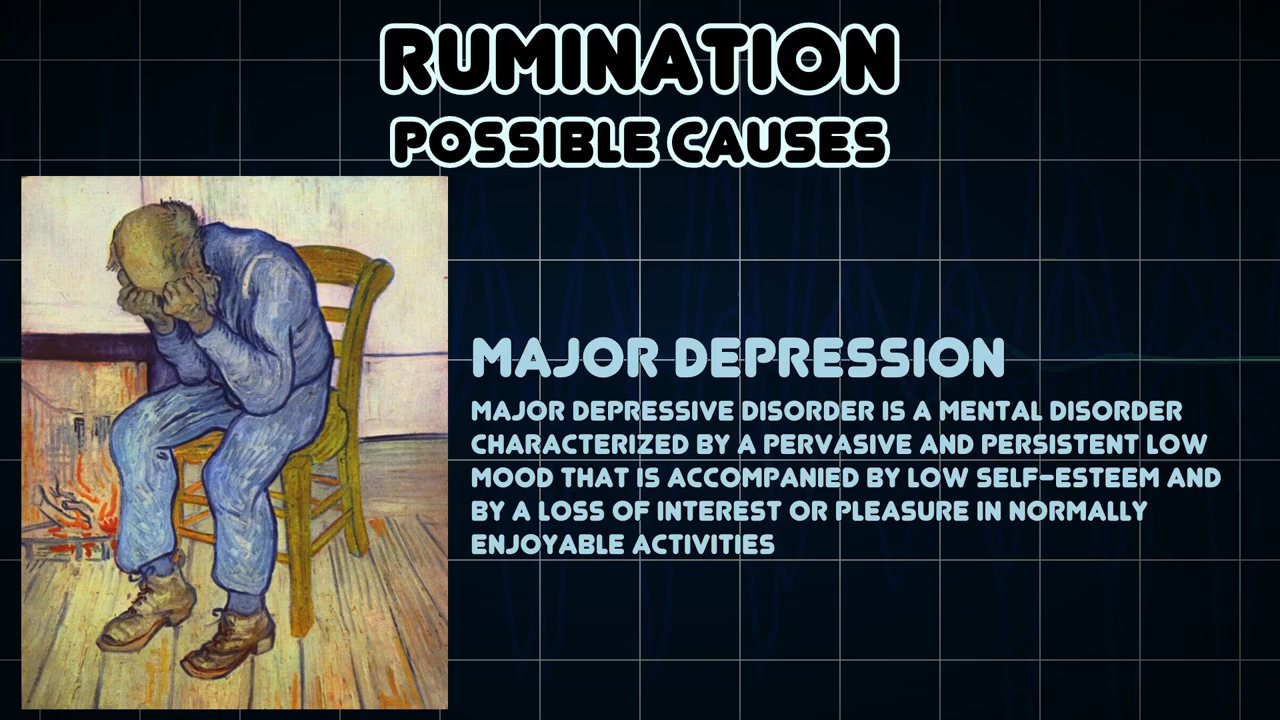 RUMINATION
POSSIBLE CAUSES
MAJOR DEPRESSION
MAJOR DEPRESSIVE DISORDER IS A MENTAL DISORDER
CHARACTERIZED BY A PERVASIVE AND PERSISTENT LOW
MOOD THAT IS ACCOMPANIED BY LOW SELF-ESTEEM AND
BY A LOSS OF INTEREST OR PLEASURE IN NORMALLY
ENJOYABLE ACTIVITIES